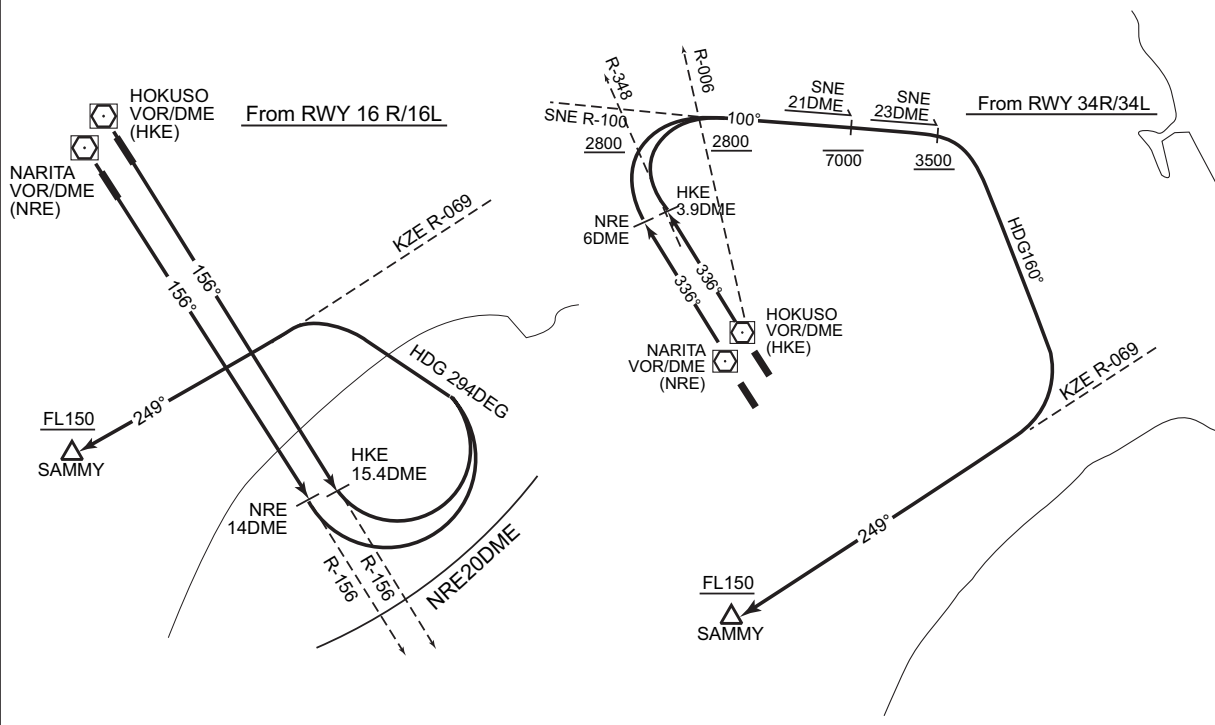 HOKUSO
VOR/DME
(HKE)
From RWY 16 R/16L
NARITA
VOR/DME
(NRE)
KZE R-069
156°
156°
HDG 294DEG
249°
FL150
SAMMY
HKE
15.4DME
NRE
14DME
R-156
R-156
NRE20DME
R-006
R-348
SNE
21DME
SNE
23DME
From RWY 34R/34L
SNE R-100
100°
2800
2800
7000
3500
HKE
3.9DME
NRE
6DME
HDG160°
336°
336°
HOKUSO
VOR/DME
(HKE)
NARITA
VOR/DME
(NRE)
KZE R-069
249°
FL150
SAMMY